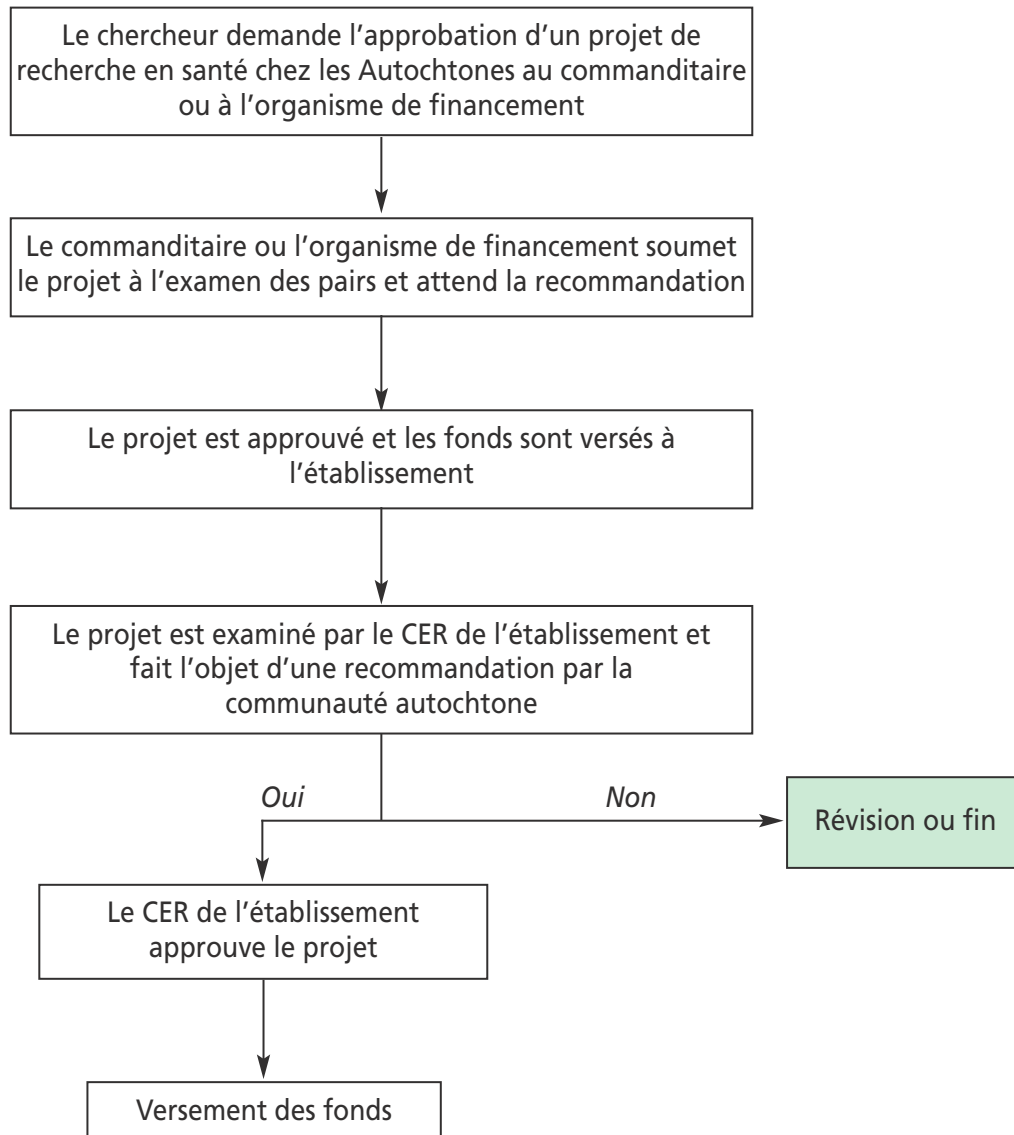 Le chercheur demande l’approbation d’un projet de
recherche en santé chez les Autochtones au commanditaire
ou à l’organisme de financement
Le commanditaire ou l’organisme de financement soumet
le projet à l’examen des pairs et attend la recommandation
Le projet est approuvé et les fonds sont versés à
l’établissement
Le projet est examiné par le CER de l’établissement et
fait l’objet d’une recommandation par la
communauté autochtone
Oui
Non
Révision ou fin
Le CER de l’établissement
approuve le projet
Versement des fonds